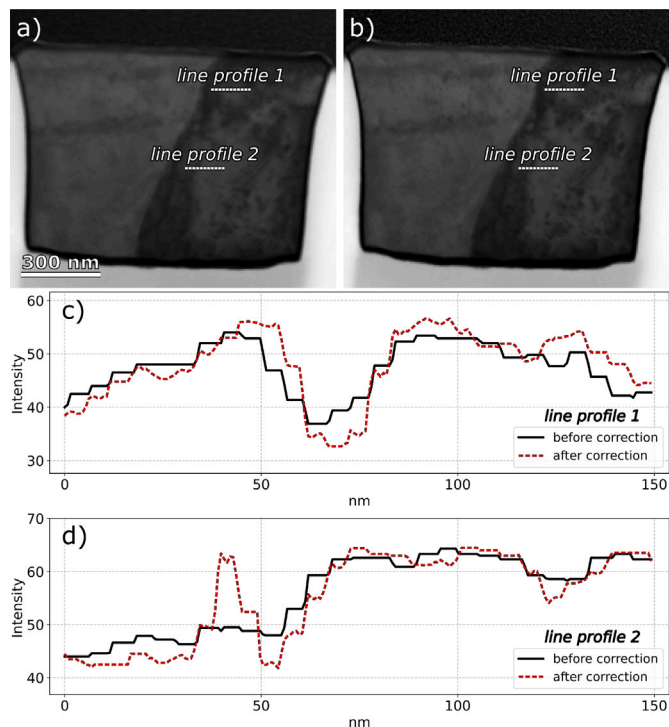 a)
line profile 1
line profile 2
300 nm
b)
line profile 1
line profile 2
c)
60
50
40
30
Intensity
0
50
100
150
nm
line profile 1
before correction
after correction
d)
70
60
50
40
Intensity
0
50
100
150
nm
line profile 2
before correction
after correction